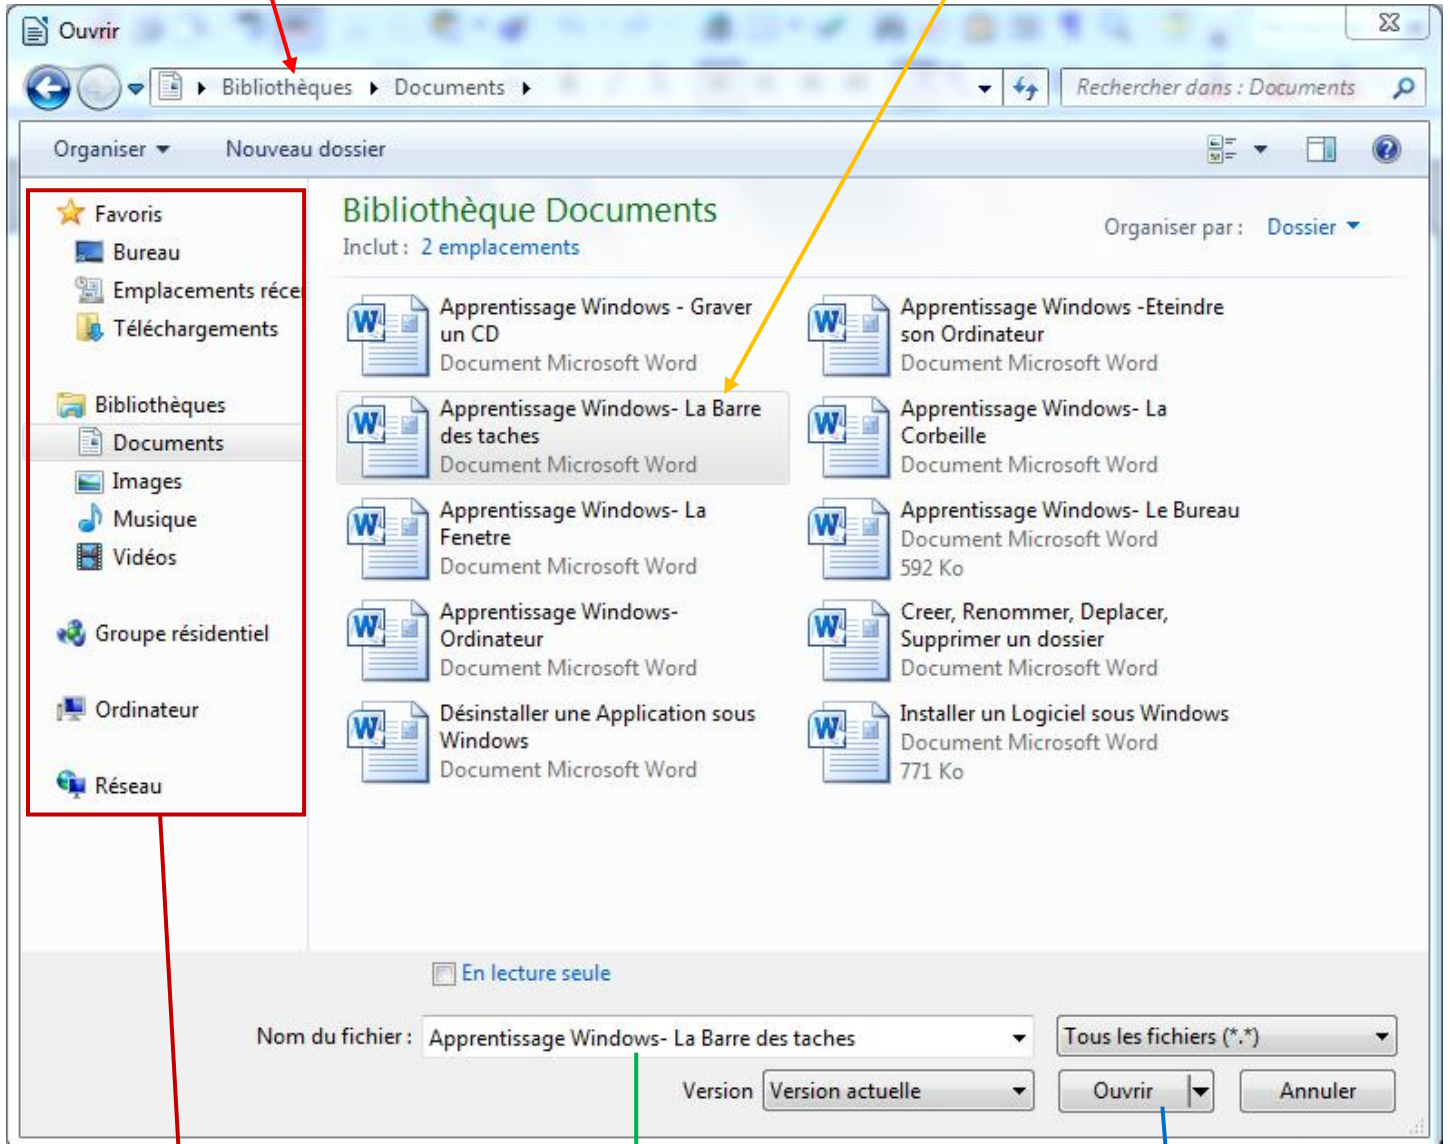 Ouvrir
Bibliothèques Documents
Rechercher dans : Documents
Organiser
Nouveau dossier
Favoris
Bureau
Emplacements réce
Téléchargements
Bibliothèques
Documents
Images
Musique
Vidéos
Groupe résidentiel
Ordinateur
Réseau
Bibliothèque Documents
Inclut : 2 emplacements
Organiser par : Dossier
Apprentissage Windows - Graver
un CD
Document Microsoft Word
Apprentissage Windows -Eteindre
son Ordinateur
Document Microsoft Word
Apprentissage Windows- La Barre
des taches
Document Microsoft Word
Apprentissage Windows- La
Corbeille
Document Microsoft Word
Apprentissage Windows- La
Fenetre
Document Microsoft Word
Apprentissage Windows- Le Bureau
Document Microsoft Word
592 Ko
Apprentissage Windows-
Ordinateur
Document Microsoft Word
Creer, Renommer, Deplacer,
Supprimer un dossier
Document Microsoft Word
Désinstaller une Application sous
Windows
Document Microsoft Word
Installer un Logiciel sous Windows
Document Microsoft Word
771 Ko
En lecture seule
Nom du fichier : Apprentissage Windows- La Barre des taches
Tous les fichiers (*.*)
Version Version actuelle
Ouvrir
Annuler